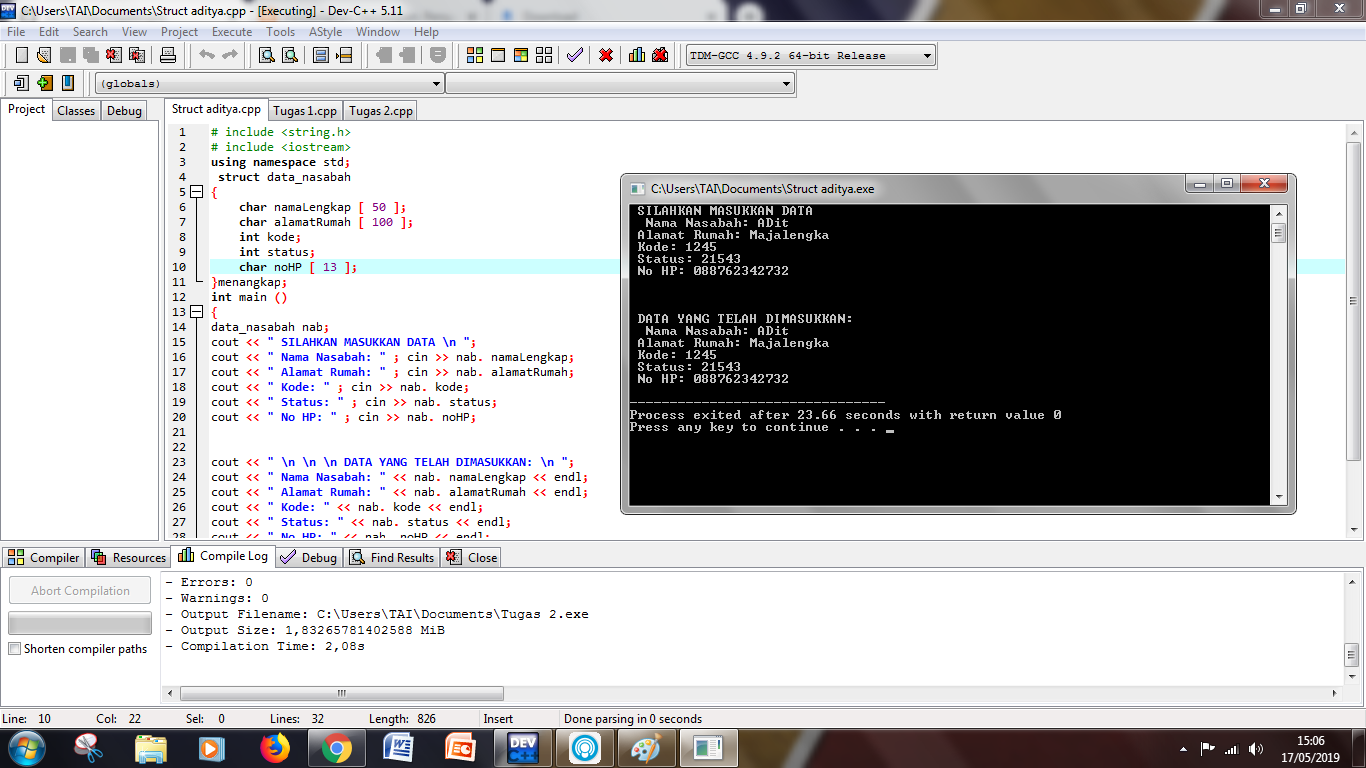 C:\Users\TAI\Documents\Struct aditya.cpp - [Executing] - Dev-C++ 5.11
File Edit Search View Project Execute Tools AStyle Window Help
TDM-GCC 4.9.2 64-bit Release
(globals)
Project Classes Debug
Struct aditya.cpp Tugas 1.cpp Tugas 2.cpp
1 # include <string.h>
2 # include <iostream>
3 using namespace std;
4 struct data_nasabah
5 {
6 char namaLengkap [ 50 ];
7 char alamatRumah [ 100 ];
8 int kode;
9 int status;
10 char noHP [ 13 ];
11 }menangkap;
12 int main ()
13 {
14 data_nasabah nab;
15 cout << " SILAHKAN MASUKKAN DATA \n ";
16 cout << " Nama Nasabah: " ; cin >> nab. namaLengkap;
17 cout << " Alamat Rumah: " ; cin >> nab. alamatRumah;
18 cout << " Kode: " ; cin >> nab. kode;
19 cout << " Status: " ; cin >> nab. status;
20 cout << " No HP: " ; cin >> nab. noHP;
21
22
23 cout << " \n \n \n DATA YANG TELAH DIMASUKKAN: \n ";
24 cout << " Nama Nasabah: " << nab. namaLengkap << endl;
25 cout << " Alamat Rumah: " << nab. alamatRumah << endl;
26 cout << " Kode: " << nab. kode << endl;
27 cout << " Status: " << nab. status << endl;
28 cout << " No HP: " << nab. noHP << endl;
C:\Users\TAI\Documents\Struct aditya.exe
SILAHKAN MASUKKAN DATA
Nama Nasabah: ADit
Alamat Rumah: Majalengka
Kode: 1245
Status: 21543
No HP: 088762342732
DATA YANG TELAH DIMASUKKAN:
Nama Nasabah: ADit
Alamat Rumah: Majalengka
Kode: 1245
Status: 21543
No HP: 088762342732
--------------------------------
Process exited after 23.66 seconds with return value 0
Press any key to continue . . . _
Compiler Resources Compile Log Debug Find Results Close
Abort Compilation
Shorten compiler paths
- Errors: 0
- Warnings: 0
- Output Filename: C:\Users\TAI\Documents\Tugas 2.exe
- Output Size: 1,83265781402588 MiB
- Compilation Time: 2,08s
Line: 10 Col: 22 Sel: 0 Lines: 32 Length: 826 Insert Done parsing in 0 seconds
DEV C++
15:06
17/05/2019